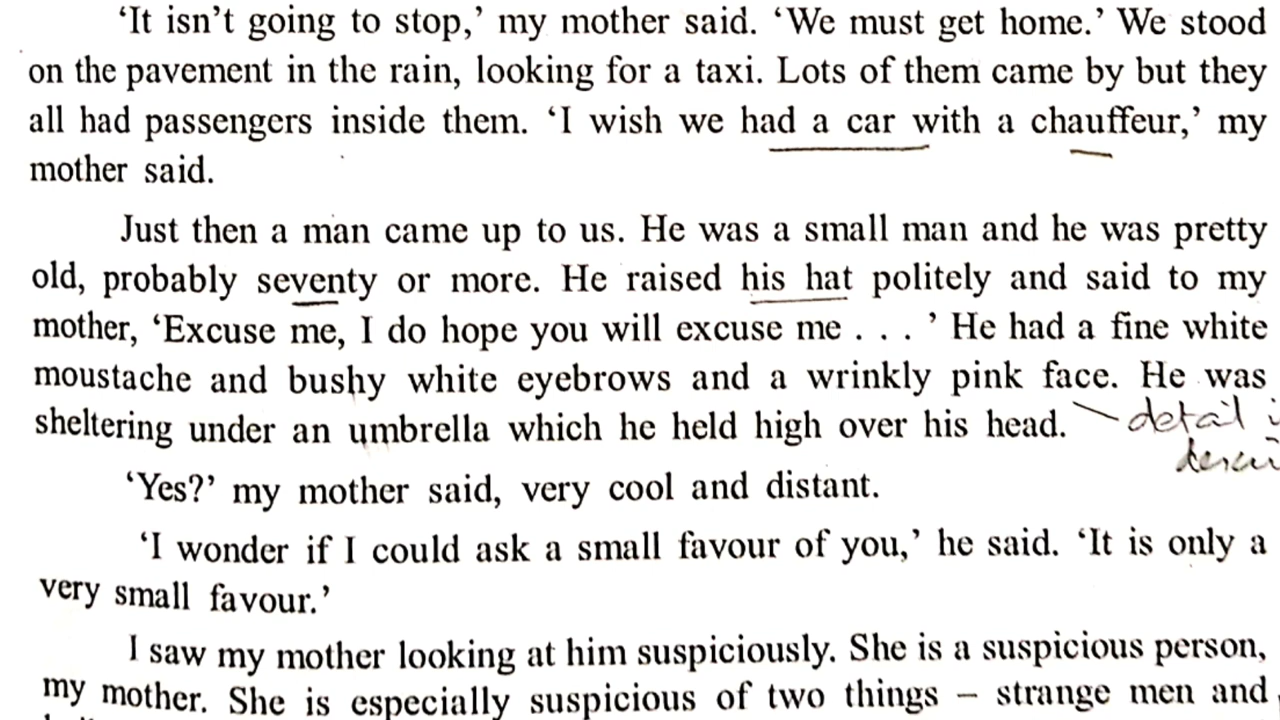 ‘It isn’t going to stop,’ my mother said. ‘We must get home.’ We stood
on the pavement in the rain, looking for a taxi. Lots of them came by but they
all had passengers inside them. ‘I wish we had a car with a chauffeur,’ my
mother said.
Just then a man came up to us. He was a small man and he was pretty
old, probably seventy or more. He raised his hat politely and said to my
mother, ‘Excuse me, I do hope you will excuse me . . . ’ He had a fine white
moustache and bushy white eyebrows and a wrinkly pink face. He was
sheltering under an umbrella which he held high over his head.
detail
‘Yes?’ my mother said, very cool and distant.
‘I wonder if I could ask a small favour of you,’ he said. ‘It is only a
very small favour.’
I saw my mother looking at him suspiciously. She is a suspicious person,
my mother. She is especially suspicious of two things – strange men and